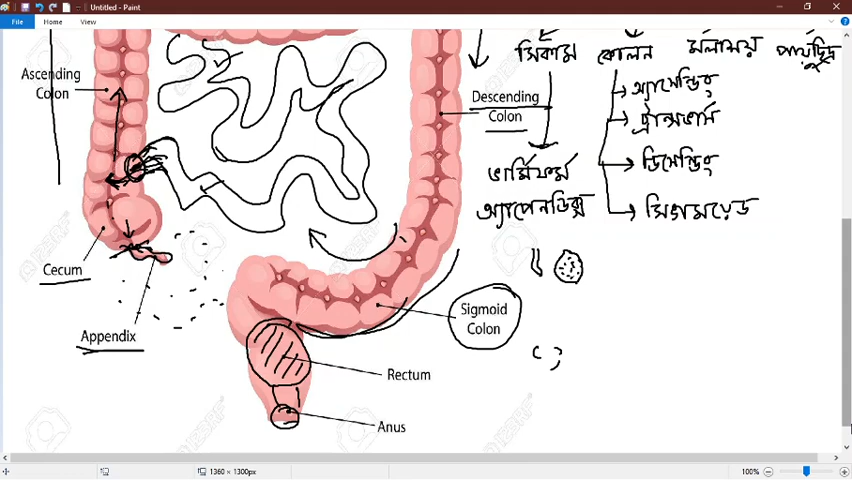 Untitled - Paint
File Home View
সিকাম কোলন মলাশয় পায়ুছিদ্র
Ascending
Colon
অ্যাসেন্ডিং
Descending
Colon
ট্রান্সভার্স
ডিসেন্ডিং
ভার্মিফর্ম
অ্যাপেনডিক্স
সিগময়েড
Cecum
Appendix
Sigmoid
Colon
Rectum
Anus
1360 × 1300px 100%